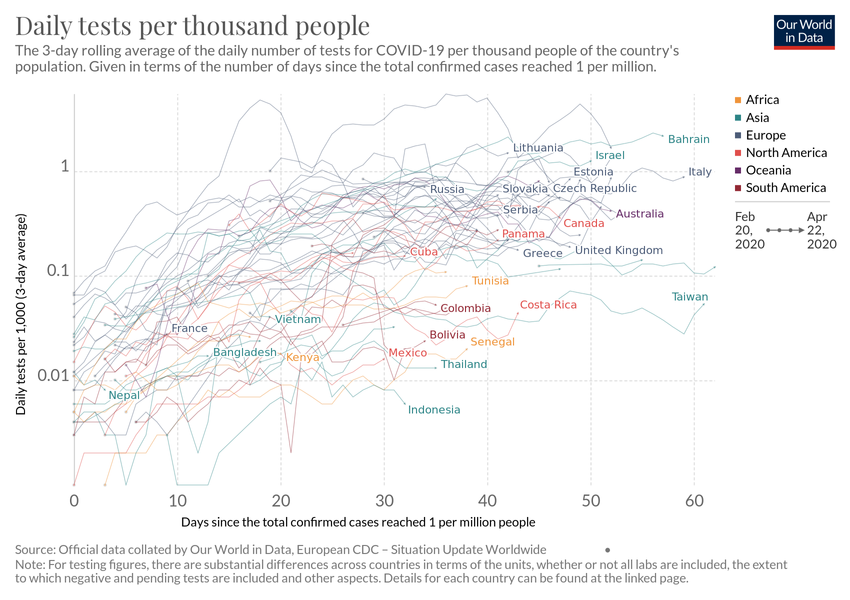 Daily tests per thousand people
Our World
in Data
The 3-day rolling average of the daily number of tests for COVID-19 per thousand people of the country's
population. Given in terms of the number of days since the total confirmed cases reached 1 per million.
Africa
Asia
Europe
North America
Oceania
South America
Feb
20,
2020
Apr
22,
2020
Daily tests per 1,000 (3-day average)
1
0.1
0.01
Lithuania
Bahrain
Israel
Estonia
Italy
Russia
Slovakia
Czech Republic
Serbia
Australia
Canada
Panama
Cuba
Greece
United Kingdom
Tunisia
Taiwan
Colombia
Costa Rica
Vietnam
France
Bolivia
Senegal
Bangladesh
Kenya
Mexico
Thailand
Nepal
Indonesia
0
10
20
30
40
50
60
Days since the total confirmed cases reached 1 per million people
Source: Official data collated by Our World in Data, European CDC – Situation Update Worldwide
Note: For testing figures, there are substantial differences across countries in terms of the units, whether or not all labs are included, the extent
to which negative and pending tests are included and other aspects. Details for each country can be found at the linked page.